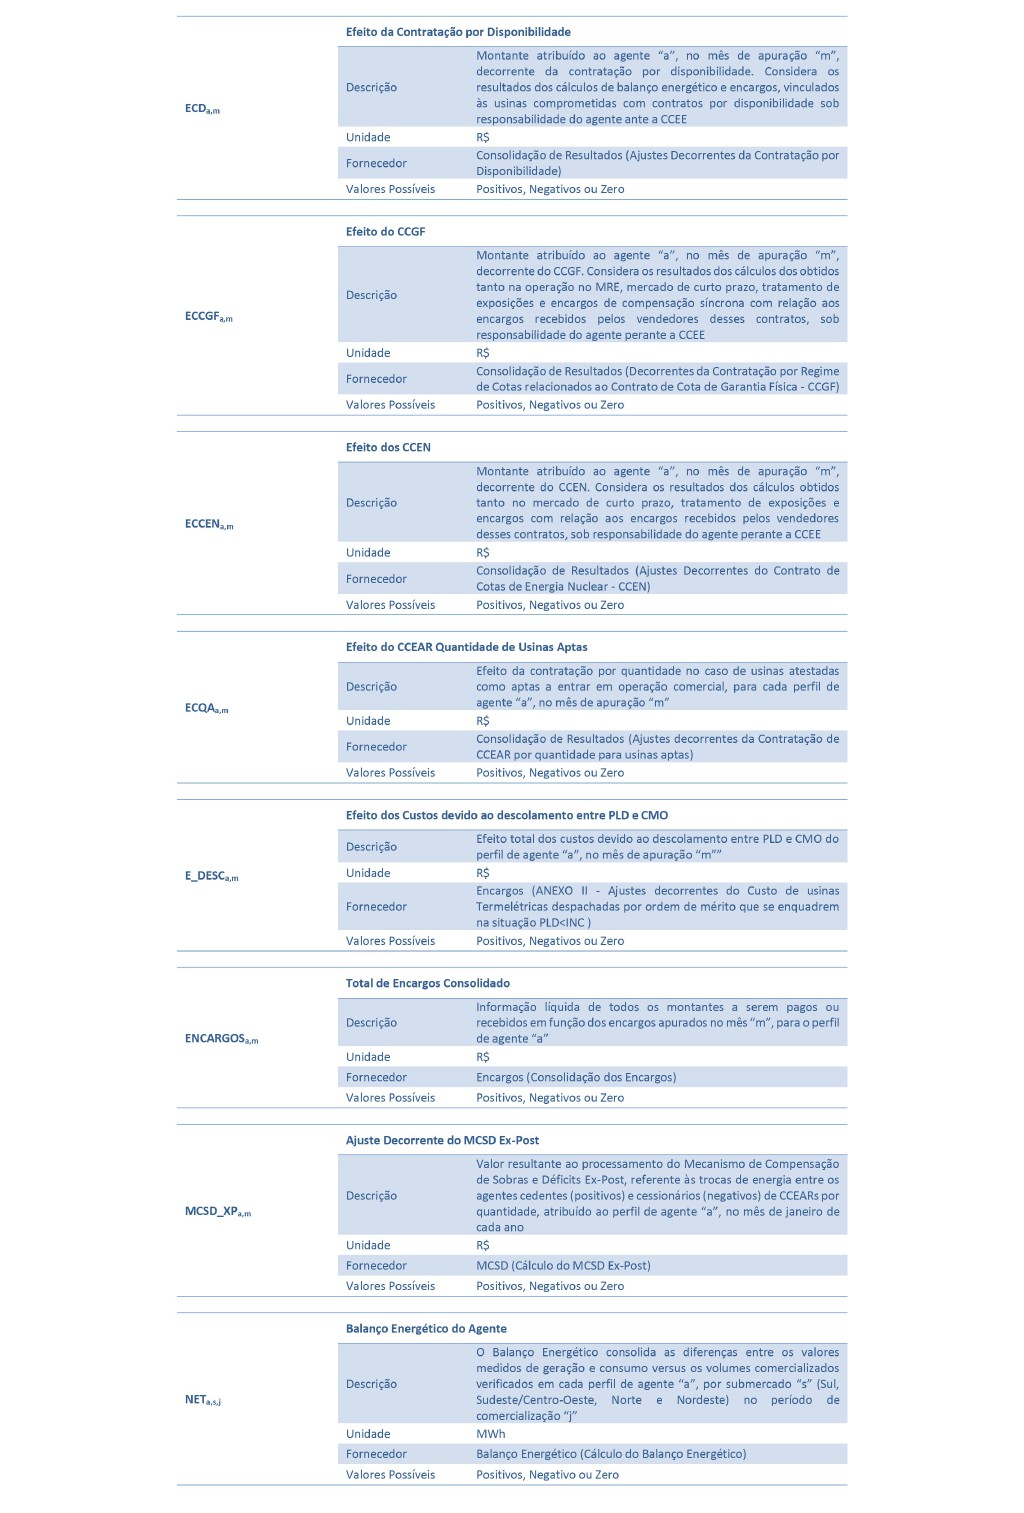 ECDa,m
Efeito da Contratação por Disponibilidade
Descrição
Montante atribuído ao agente “a”, no mês de apuração “m”,
decorrente da contratação por disponibilidade. Considera os
resultados dos cálculos de balanço energético e encargos, vinculados
às usinas comprometidas com contratos por disponibilidade sob
responsabilidade do agente ante a CCEE
Unidade R$
Fornecedor
Consolidação de Resultados (Ajustes Decorrentes da Contratação por
Disponibilidade)
Valores Possíveis Positivos, Negativos ou Zero
ECCGFa,m
Efeito do CCGF
Descrição
Montante atribuído ao agente “a”, no mês de apuração “m”,
decorrente do CCGF. Considera os resultados dos cálculos dos obtidos
tanto na operação no MRE, mercado de curto prazo, tratamento de
exposições e encargos de compensação síncrona com relação aos
encargos recebidos pelos vendedores desses contratos, sob
responsabilidade do agente perante a CCEE
Unidade R$
Fornecedor
Consolidação de Resultados (Decorrentes da Contratação por Regime
de Cotas relacionados ao Contrato de Cota de Garantia Física - CCGF)
Valores Possíveis Positivos, Negativos ou Zero
ECCENa,m
Efeito dos CCEN
Descrição
Montante atribuído ao agente “a”, no mês de apuração “m”,
decorrente do CCEN. Considera os resultados dos cálculos obtidos
tanto no mercado de curto prazo, tratamento de exposições e
encargos com relação aos encargos recebidos pelos vendedores
desses contratos, sob responsabilidade do agente perante a CCEE
Unidade R$
Fornecedor
Consolidação de Resultados (Ajustes Decorrentes do Contrato de
Cotas de Energia Nuclear - CCEN)
Valores Possíveis Positivos, Negativos ou Zero
ECQAa,m
Efeito do CCEAR Quantidade de Usinas Aptas
Descrição
Efeito da contratação por quantidade no caso de usinas atestadas
como aptas a entrar em operação comercial, para cada perfil de
agente “a”, no mês de apuração “m”
Unidade R$
Fornecedor
Consolidação de Resultados (Ajustes decorrentes da Contratação de
CCEAR por quantidade para usinas aptas)
Valores Possíveis Positivos, Negativos ou Zero
E_DESCa,m
Efeito dos Custos devido ao descolamento entre PLD e CMO
Descrição
Efeito total dos custos devido ao descolamento entre PLD e CMO do
perfil de agente “a”, no mês de apuração “m””
Unidade R$
Fornecedor
Encargos (ANEXO II - Ajustes decorrentes do Custo de usinas
Termelétricas despachadas por ordem de mérito que se enquadrem
na situação PLD<INC )
Valores Possíveis Positivos, Negativos ou Zero
ENCARGOSa,m
Total de Encargos Consolidado
Descrição
Informação líquida de todos os montantes a serem pagos ou
recebidos em função dos encargos apurados no mês “m”, para o perfil
de agente “a”
Unidade R$
Fornecedor Encargos (Consolidação dos Encargos)
Valores Possíveis Positivos, Negativos ou Zero
MCSD_XPa,m
Ajuste Decorrente do MCSD Ex-Post
Descrição
Valor resultante ao processamento do Mecanismo de Compensação
de Sobras e Déficits Ex-Post, referente às trocas de energia entre os
agentes cedentes (positivos) e cessionários (negativos) de CCEARs por
quantidade, atribuído ao perfil de agente “a”, no mês de janeiro de
cada ano
Unidade R$
Fornecedor MCSD (Cálculo do MCSD Ex-Post)
Valores Possíveis Positivos, Negativos ou Zero
NETa,s,j
Balanço Energético do Agente
Descrição
O Balanço Energético consolida as diferenças entre os valores
medidos de geração e consumo versus os volumes comercializados
verificados em cada perfil de agente “a”, por submercado “s” (Sul,
Sudeste/Centro-Oeste, Norte e Nordeste) no período de
comercialização “j”
Unidade MWh
Fornecedor Balanço Energético (Cálculo do Balanço Energético)
Valores Possíveis Positivos, Negativo ou Zero